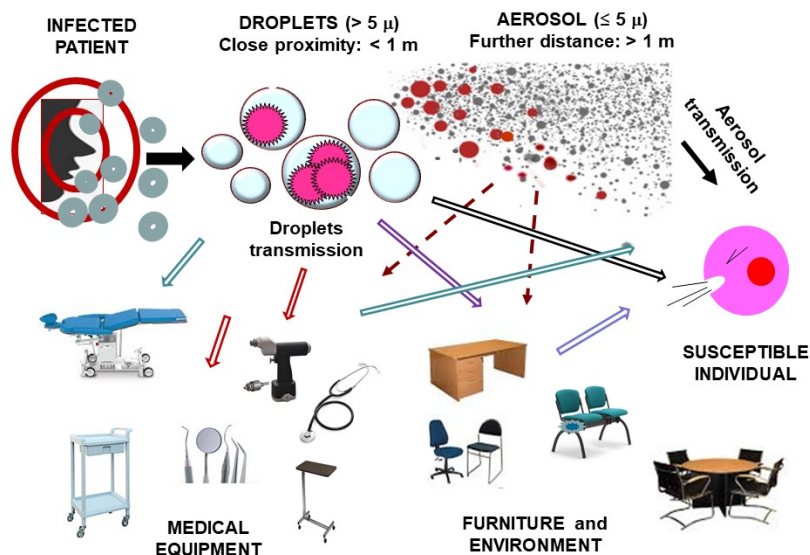 INFECTED
PATIENT
DROPLETS (> 5 μ)
Close proximity: < 1 m
AEROSOL (≤ 5 μ)
Further distance: > 1 m
Aerosol
transmission
Droplets
transmission
SUSCEPTIBLE
INDIVIDUAL
MEDICAL
EQUIPMENT
FURNITURE and
ENVIRONMENT